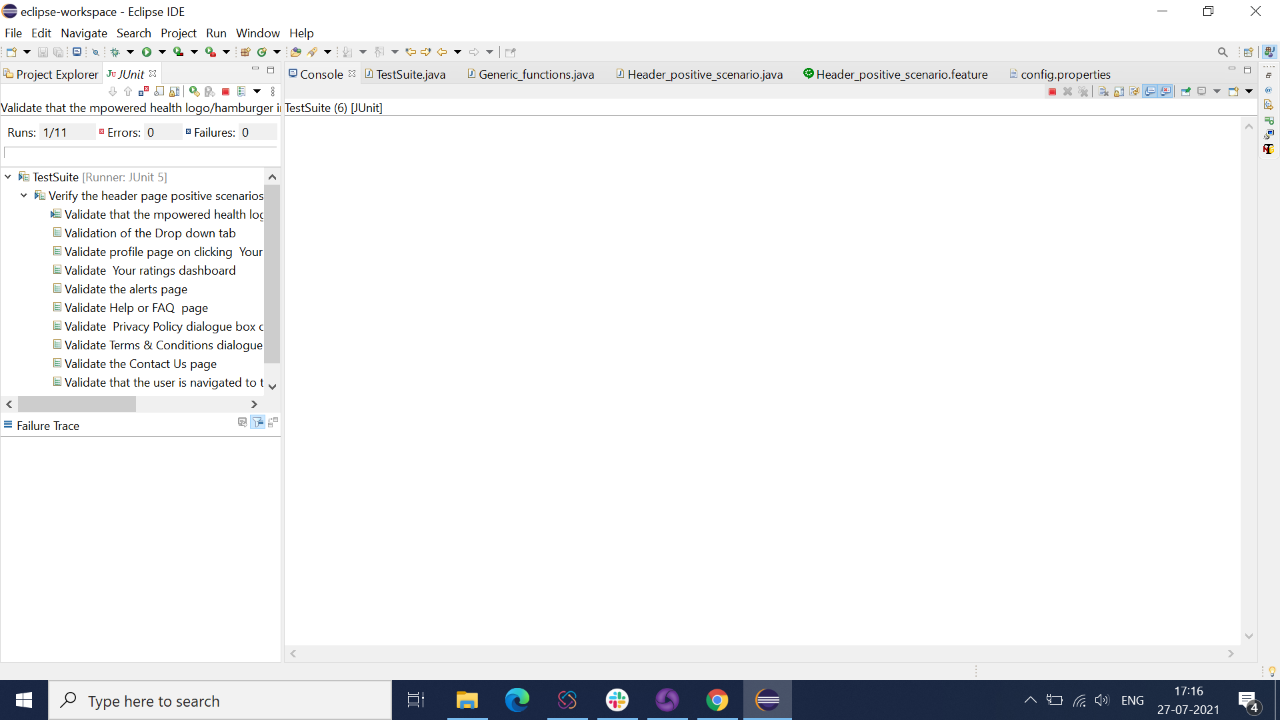 eclipse-workspace - Eclipse IDE
File Edit Navigate Search Project Run Window Help
Project Explorer
JUnit
Console
TestSuite.java
Generic_functions.java
Header_positive_scenario.java
Header_positive_scenario.feature
config.properties
Validate that the mpowered health logo/hamburger i
TestSuite (6) [JUnit]
Runs: 1/11 Errors: 0 Failures: 0
TestSuite [Runner: JUnit 5]
Verify the header page positive scenarios
Validate that the mpowered health log
Validation of the Drop down tab
Validate profile page on clicking Your
Validate Your ratings dashboard
Validate the alerts page
Validate Help or FAQ page
Validate Privacy Policy dialogue box c
Validate Terms & Conditions dialogue
Validate the Contact Us page
Validate that the user is navigated to t
Failure Trace
Type here to search
ENG
17:16
27-07-2021
4